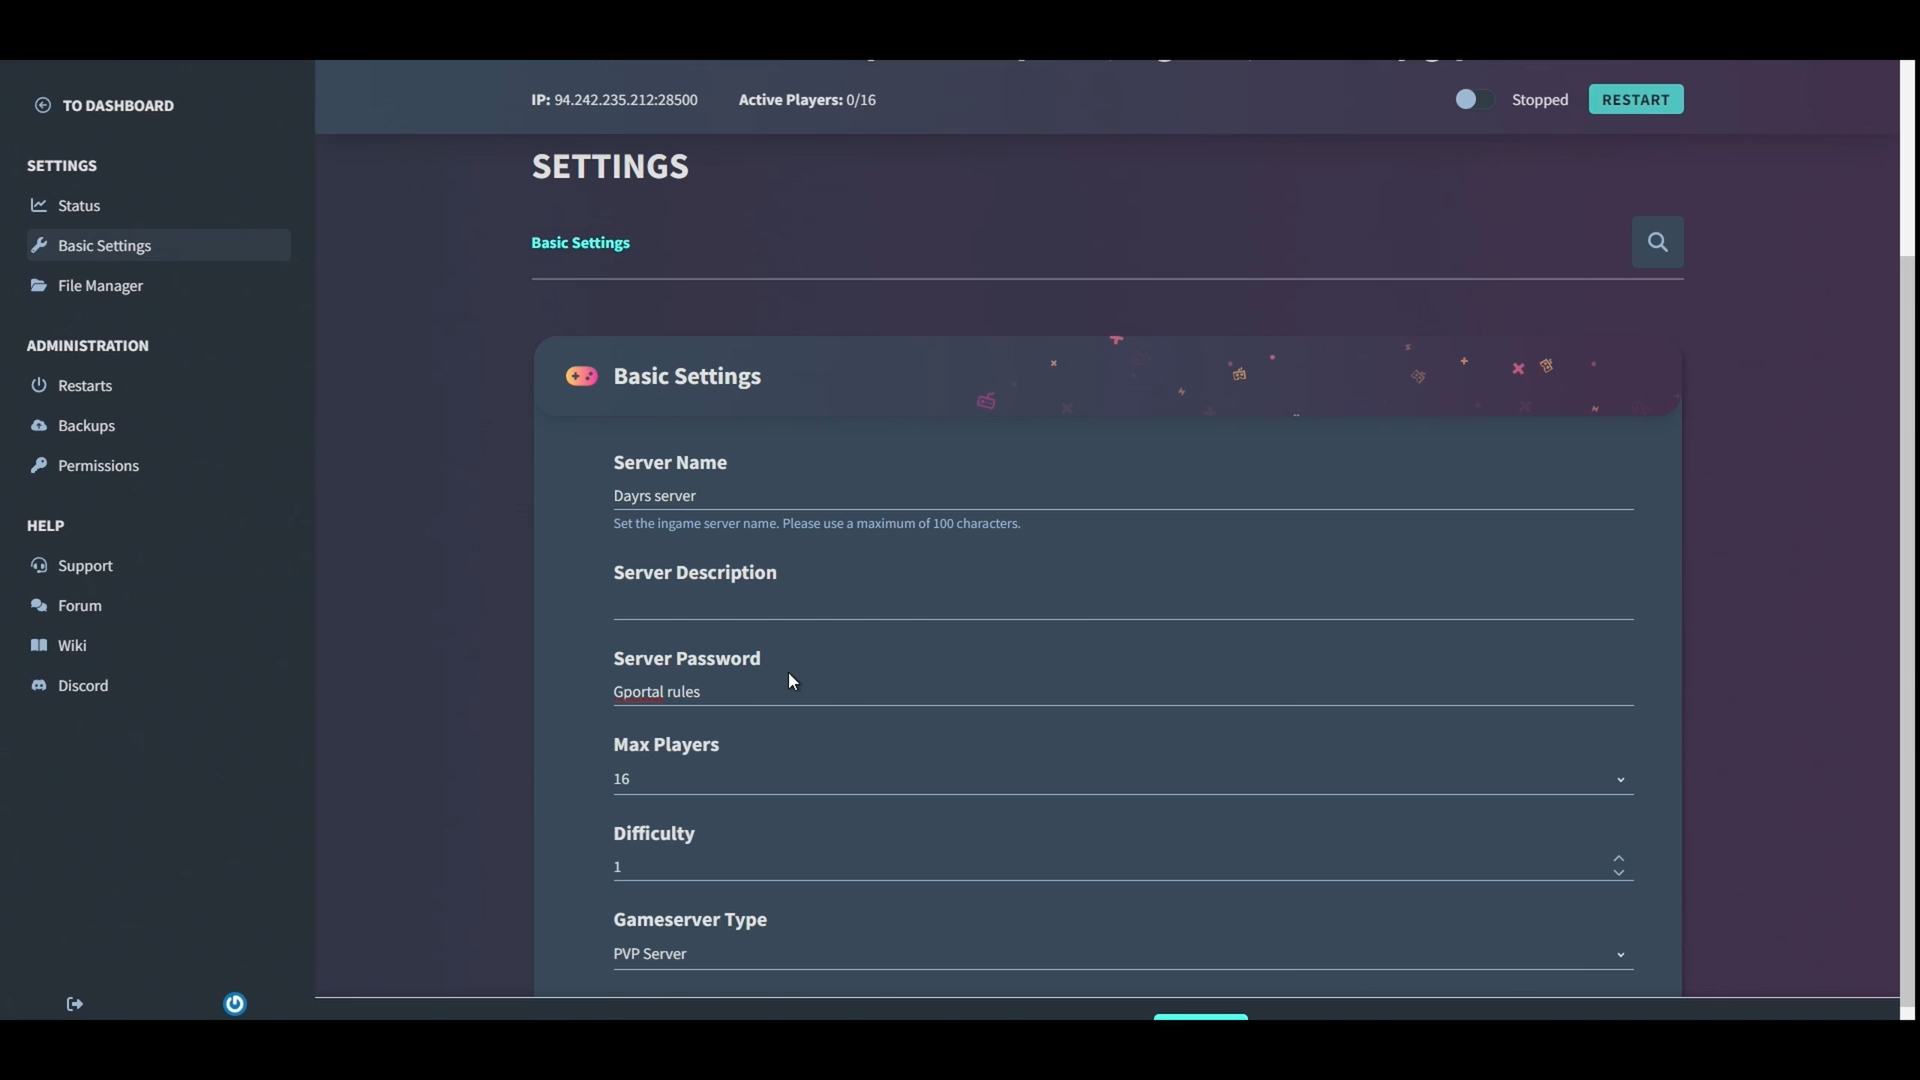 TO DASHBOARD
SETTINGS
Status
Basic Settings
File Manager
ADMINISTRATION
Restarts
Backups
Permissions
HELP
Support
Forum
Wiki
Discord
IP: 94.242.235.212:28500 Active Players: 0/16 Stopped RESTART
SETTINGS
Basic Settings
Basic Settings
Server Name
Dayrs server
Set the ingame server name. Please use a maximum of 100 characters.
Server Description
Server Password
Gportal rules
Max Players
16
Difficulty
1
Gameserver Type
PVP Server